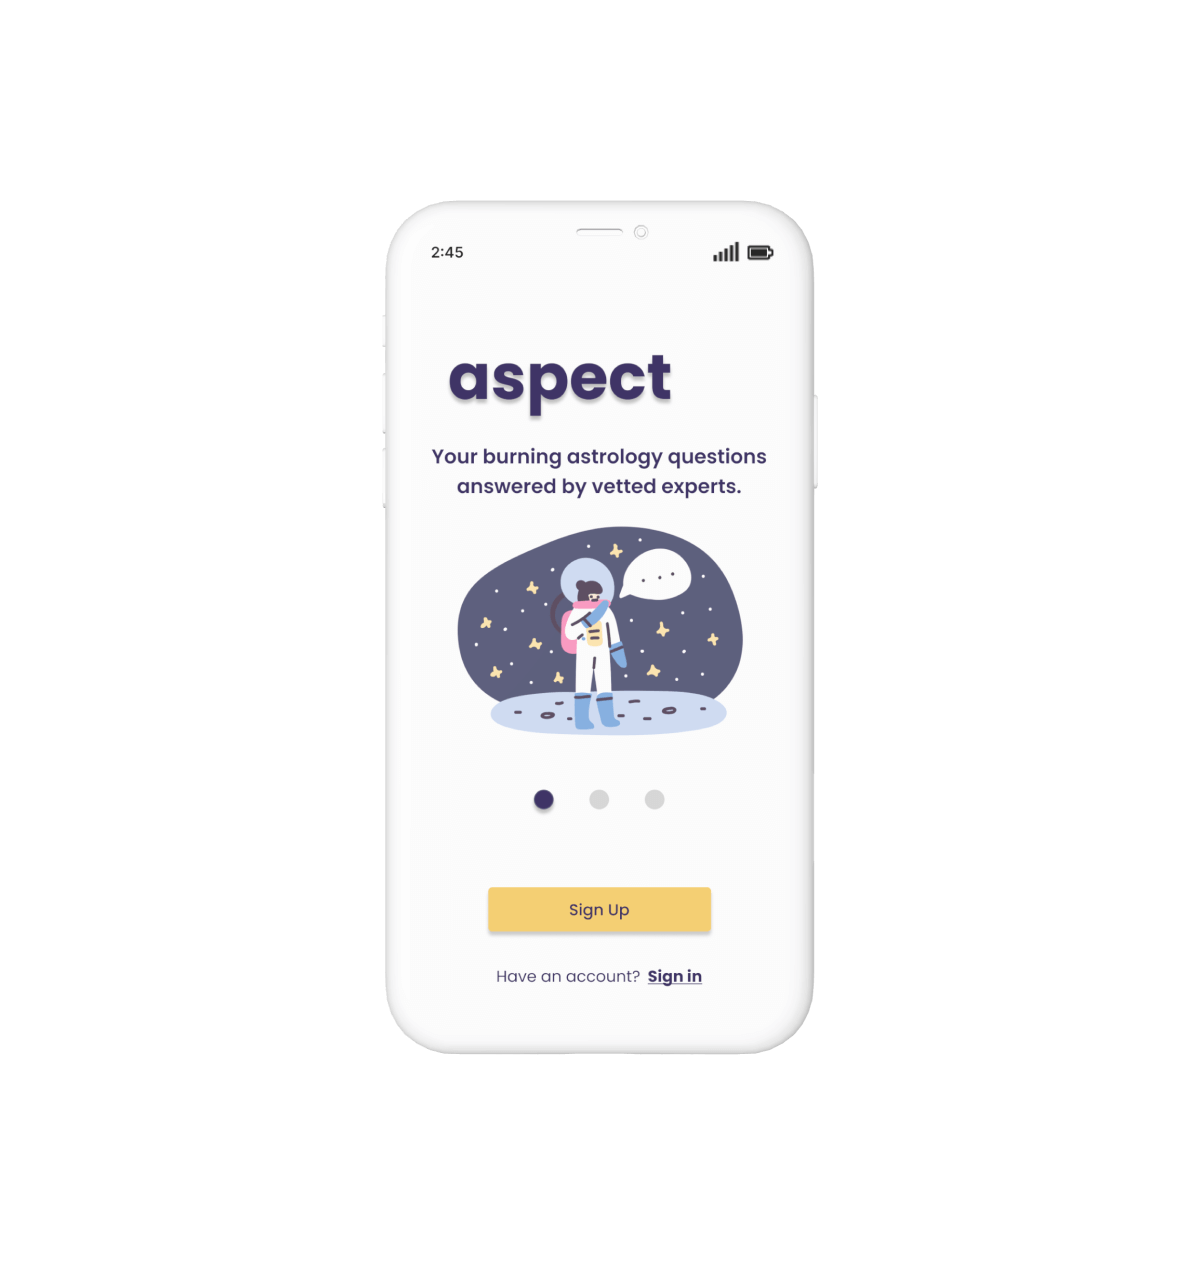 2:45
aspect
Your burning astrology questions
answered by vetted experts.
Sign Up
Have an account? Sign in